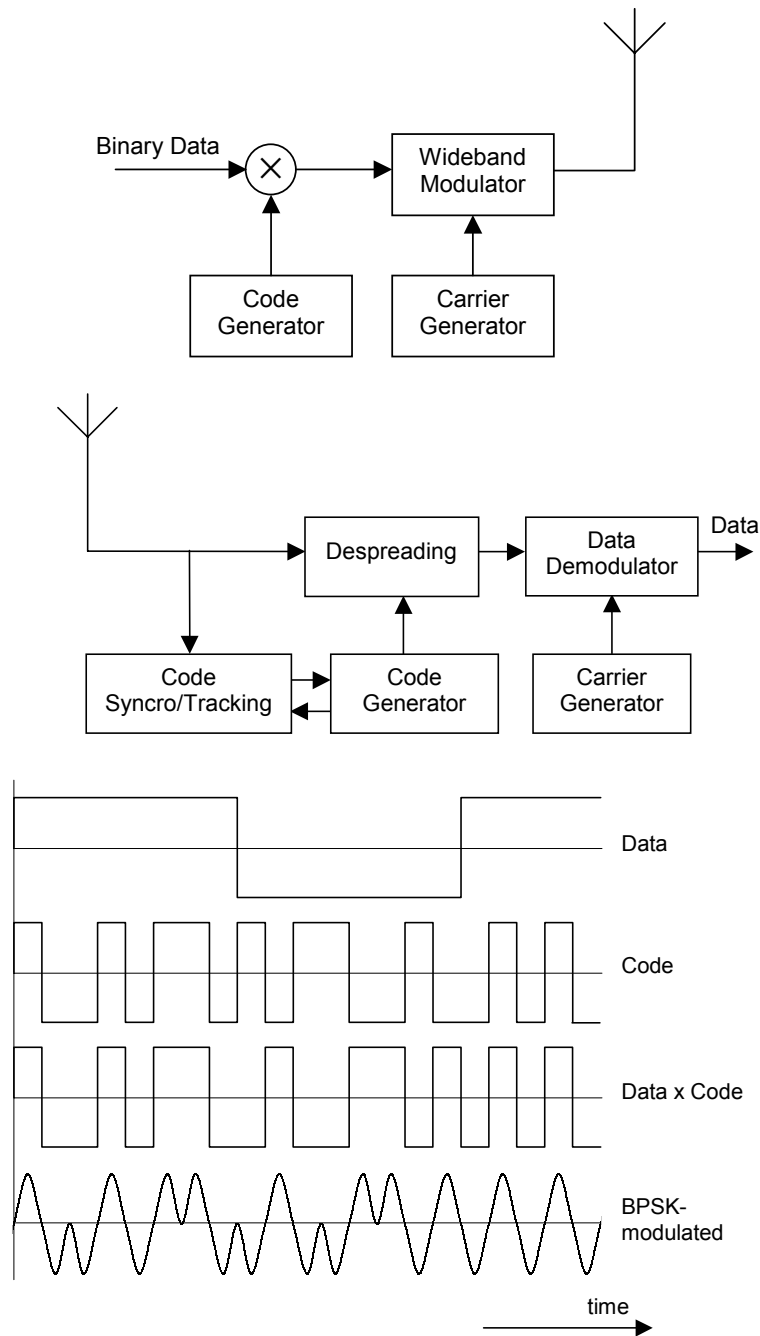 Binary Data
Wideband
Modulator
Code
Generator
Carrier
Generator
Despreading
Data
Demodulator
Data
Code
Syncro/Tracking
Code
Generator
Carrier
Generator
Data
Code
Data x Code
BPSK-
modulated
time